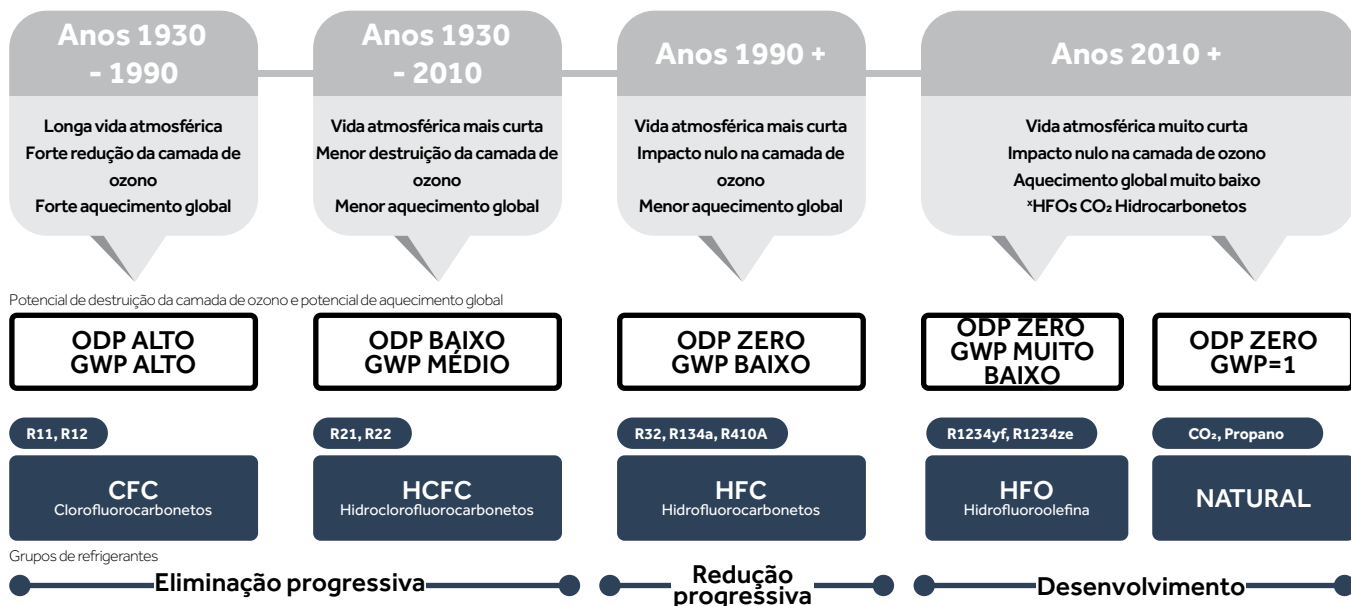 Anos 1930
- 1990
Longa vida atmosférica
Forte redução da camada de
ozono
Forte aquecimento global
Anos 1930
- 2010
Vida atmosférica mais curta
Menor destruição da camada de
ozono
Menor aquecimento global
Anos 1990 +
Vida atmosférica mais curta
Impacto nulo na camada de
ozono
Menor aquecimento global
Anos 2010 +
Vida atmosférica muito curta
Impacto nulo na camada de ozono
Aquecimento global muito baixo
ˣHFOs CO₂ Hidrocarbonetos
Potencial de destruição da camada de ozono e potencial de aquecimento global
ODP ALTO
GWP ALTO
ODP BAIXO
GWP MÉDIO
ODP ZERO
GWP BAIXO
ODP ZERO
GWP MUITO
BAIXO
ODP ZERO
GWP=1
R11, R12
CFC
Clorofluorocarbonetos
R21, R22
HCFC
Hidroclorofluorocarbonetos
R32, R134a, R410A
HFC
Hidrofluorocarbonetos
R1234yf, R1234ze
HFO
Hidrofluoroolefina
CO₂, Propano
NATURAL
Grupos de refrigerantes
Eliminação progressiva
Redução
progressiva
Desenvolvimento